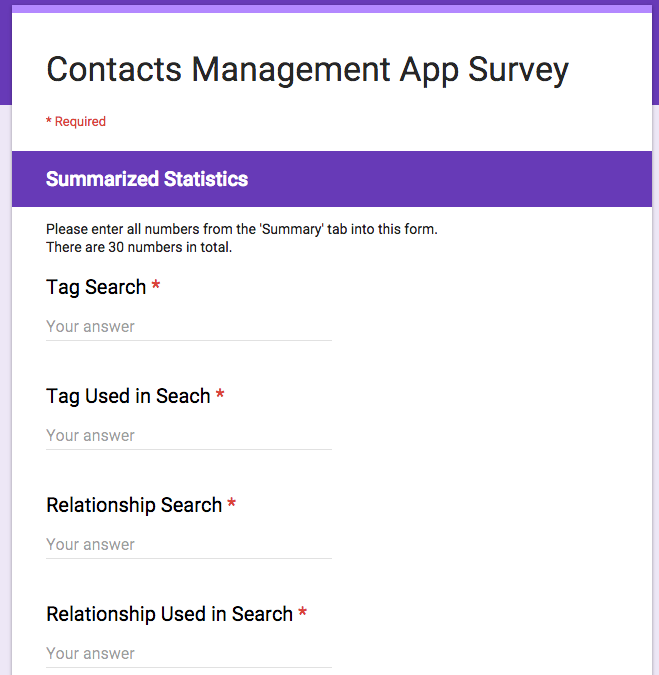 Contacts Management App Survey
* Required
Summarized Statistics
Please enter all numbers from the 'Summary' tab into this form.
There are 30 numbers in total.
Tag Search *
Your answer
Tag Used in Seach *
Your answer
Relationship Search *
Your answer
Relationship Used in Search *
Your answer